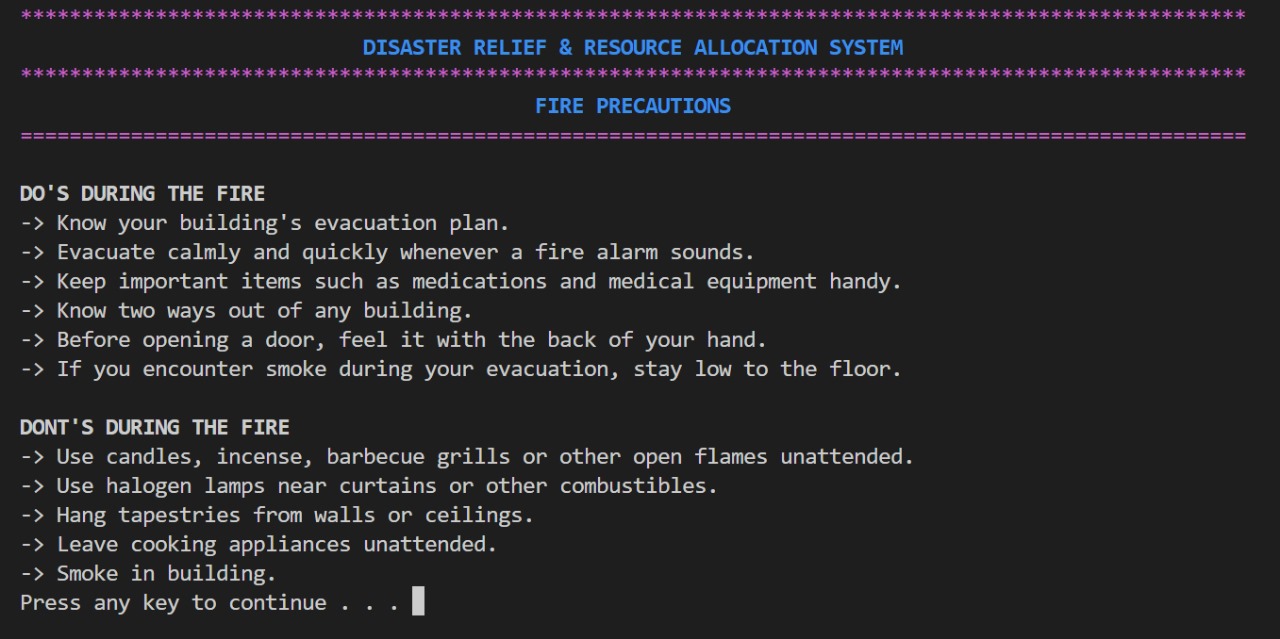 ****************************************************************************************************
DISASTER RELIEF & RESOURCE ALLOCATION SYSTEM
****************************************************************************************************
FIRE PRECAUTIONS
====================================================================================================
DO'S DURING THE FIRE
-> Know your building's evacuation plan.
-> Evacuate calmly and quickly whenever a fire alarm sounds.
-> Keep important items such as medications and medical equipment handy.
-> Know two ways out of any building.
-> Before opening a door, feel it with the back of your hand.
-> If you encounter smoke during your evacuation, stay low to the floor.
DONT'S DURING THE FIRE
-> Use candles, incense, barbecue grills or other open flames unattended.
-> Use halogen lamps near curtains or other combustibles.
-> Hang tapestries from walls or ceilings.
-> Leave cooking appliances unattended.
-> Smoke in building.
Press any key to continue . . .